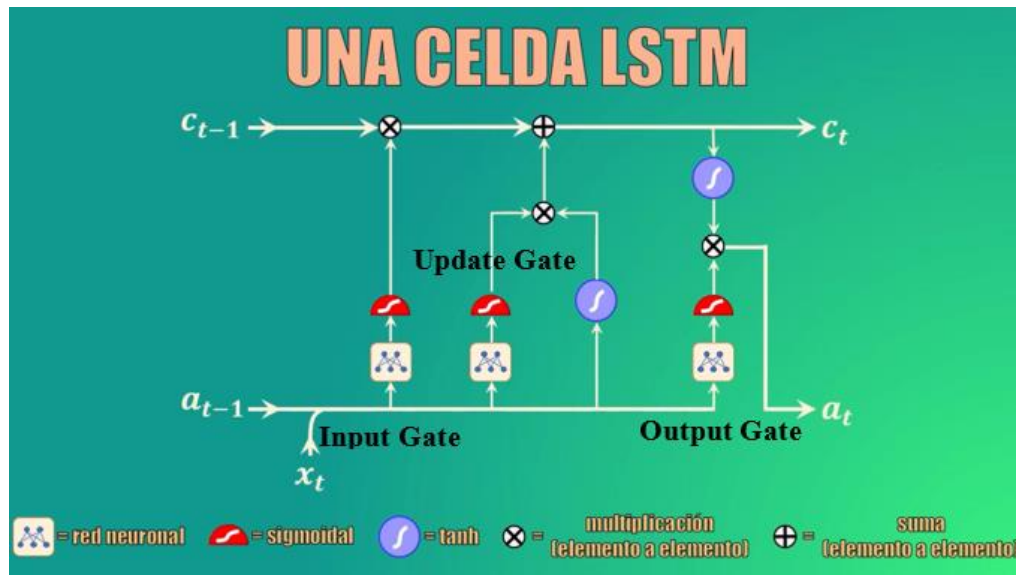 UNA CELDA LSTM
c_{t-1}
c_t
Update Gate
a_{t-1}
a_t
Input Gate
Output Gate
x_t
= red neuronal
= sigmoidal
= tanh
= multiplicación
(elemento a elemento)
= suma
(elemento a elemento)